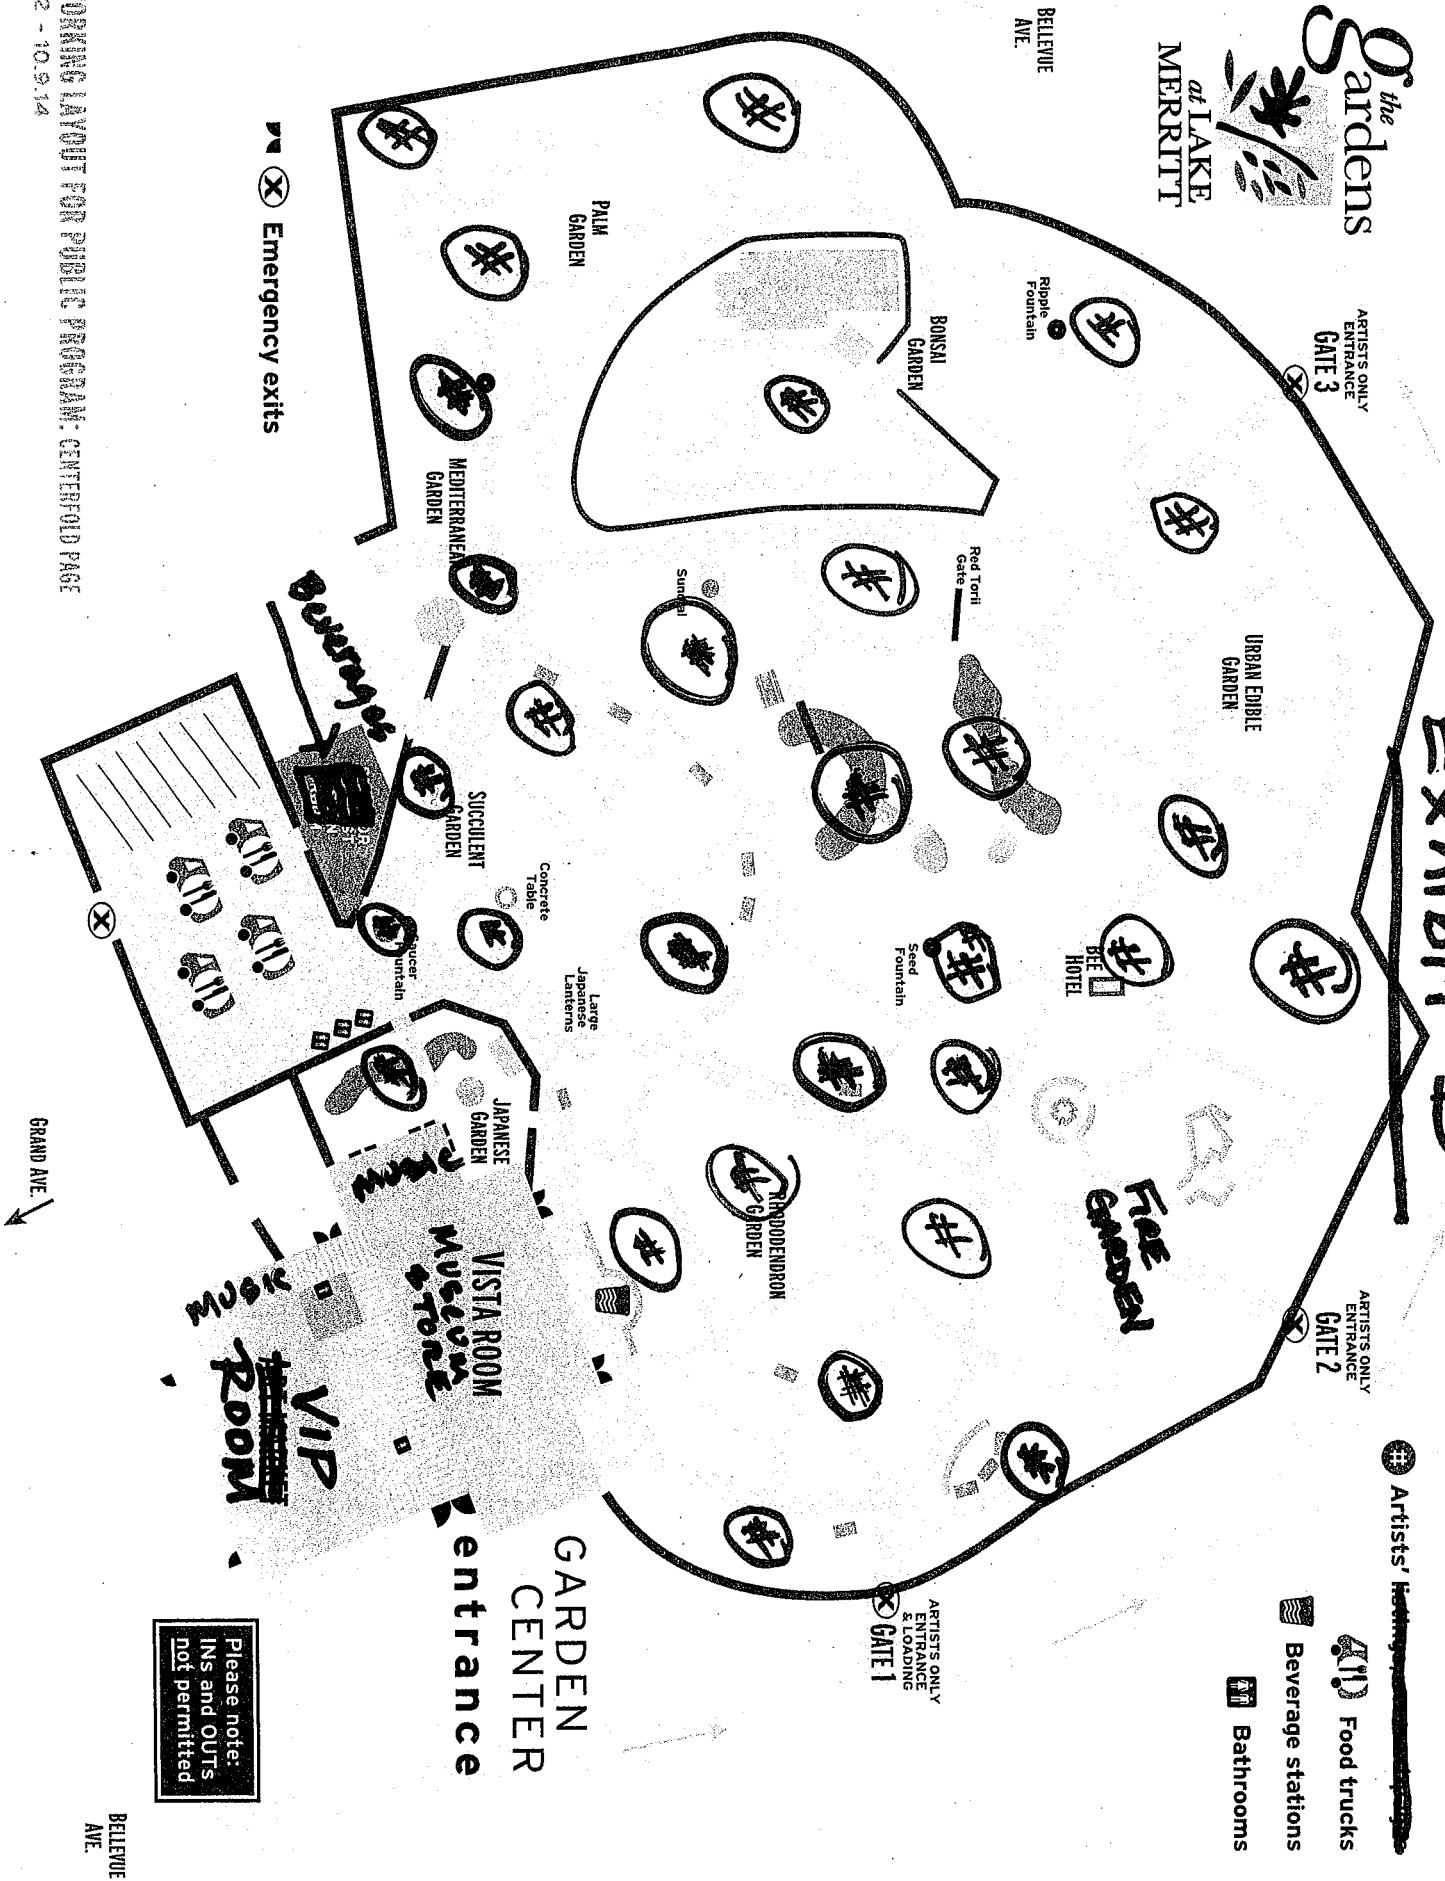 EXHIBIT B
the
gardens
at LAKE
MERRITT
ARTISTS ONLY
ENTRANCE
GATE 3
ARTISTS ONLY
ENTRANCE
GATE 2
# Artists'
Food trucks
Beverage stations
Bathrooms
BELLEVUE
AVE.
Ripple
Fountain
URBAN EDIBLE
GARDEN
BEE
HOTEL
FIRE
GARDEN
BONSAI
GARDEN
Red Torii
Gate
Seed
Fountain
ARTISTS ONLY
ENTRANCE
& LOADING
GATE 1
PALM
GARDEN
Sundial
RHODODENDRON
GARDEN
Large
Japanese
Lanterns
Concrete
Table
MEDITERRANEAN
GARDEN
SUCCULENT
GARDEN
Saucer
Fountain
JAPANESE
GARDEN
GARDEN
CENTER
entrance
VISTA ROOM
MUSEUM
STORE
Beverages
VIP
ROOM
X Emergency exits
Please note:
INs and OUTs
not permitted
GRAND AVE.
BELLEVUE
AVE.
ORKING LAYOUT FOR PUBLIC PROGRAM: CENTERFOLD PAGE
2 - 10.9.14